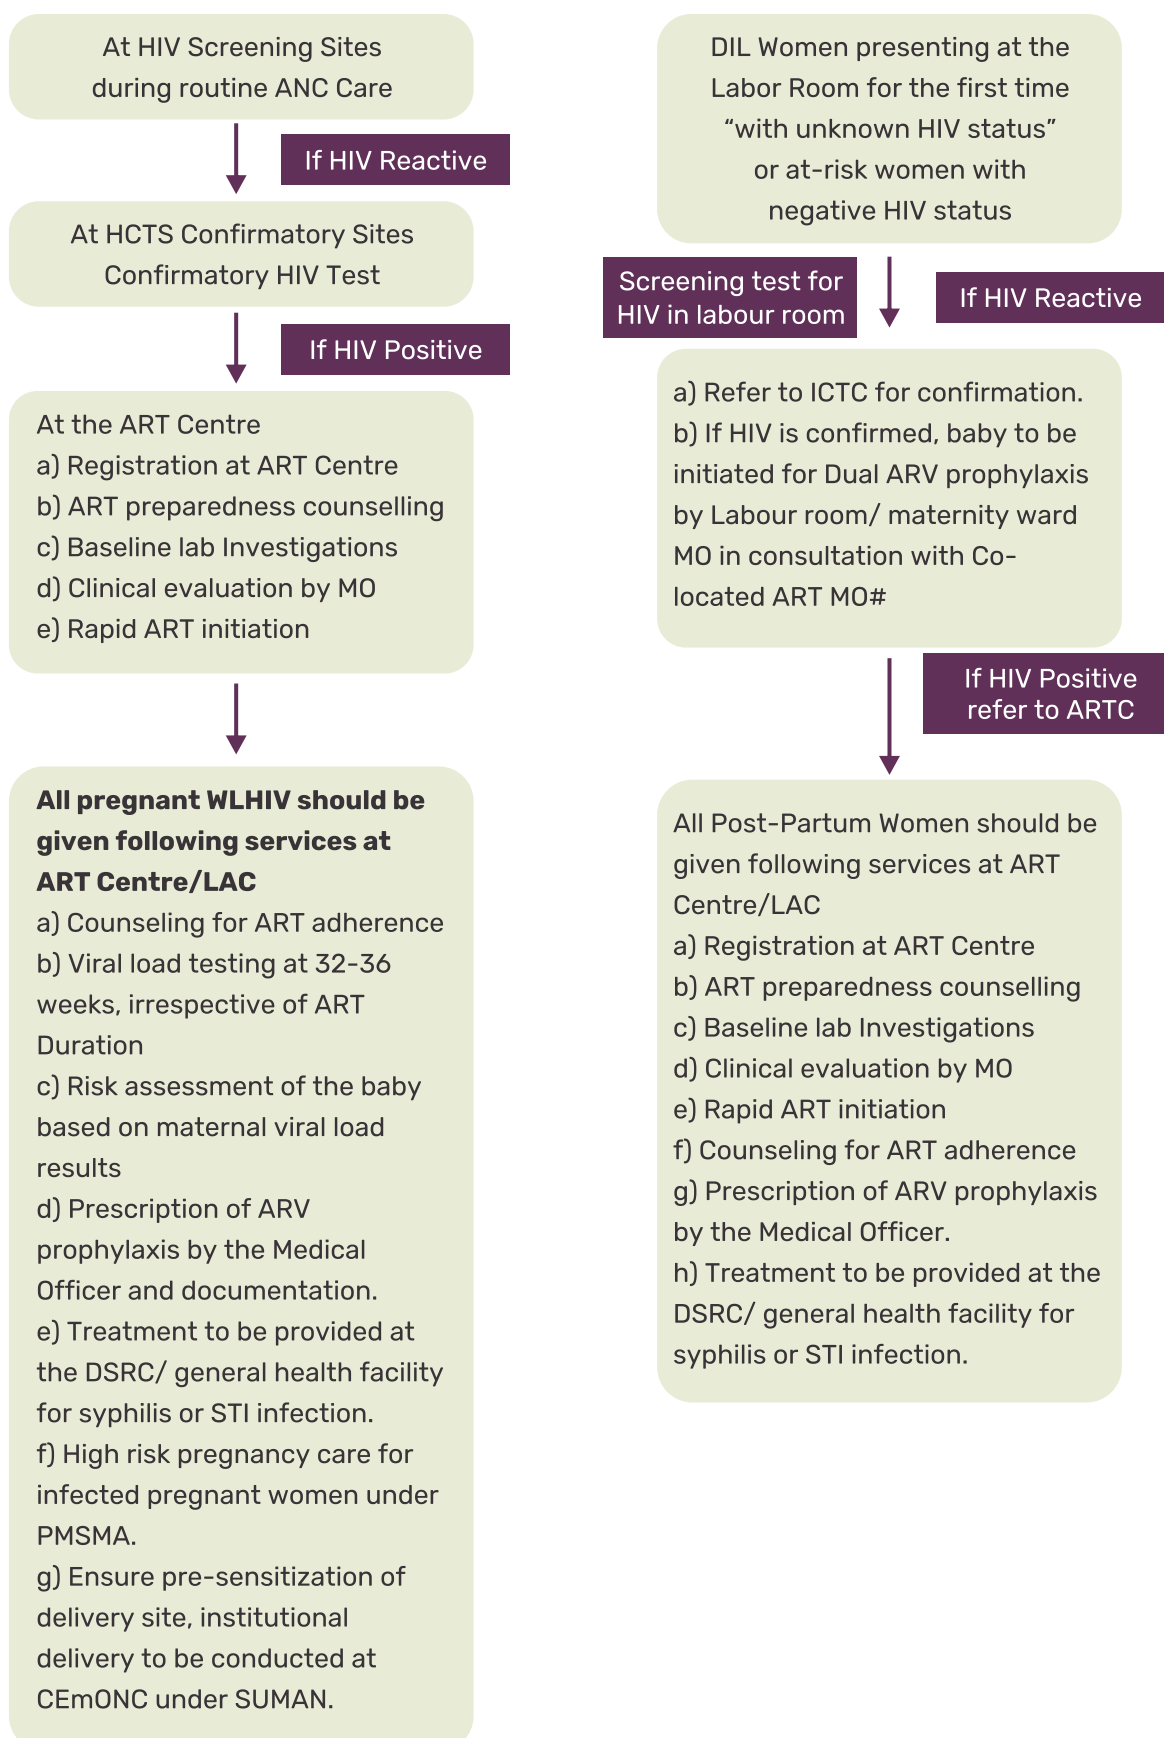 At HIV Screening Sites
during routine ANC Care
If HIV Reactive
At HCTS Confirmatory Sites
Confirmatory HIV Test
If HIV Positive
At the ART Centre
a) Registration at ART Centre
b) ART preparedness counselling
c) Baseline lab Investigations
d) Clinical evaluation by MO
e) Rapid ART initiation
All pregnant WLHIV should be
given following services at
ART Centre/LAC
a) Counseling for ART adherence
b) Viral load testing at 32-36
weeks, irrespective of ART
Duration
c) Risk assessment of the baby
based on maternal viral load
results
d) Prescription of ARV
prophylaxis by the Medical
Officer and documentation.
e) Treatment to be provided at
the DSRC/ general health facility
for syphilis or STI infection.
f) High risk pregnancy care for
infected pregnant women under
PMSMA.
g) Ensure pre-sensitization of
delivery site, institutional
delivery to be conducted at
CEmONC under SUMAN.
DIL Women presenting at the
Labor Room for the first time
“with unknown HIV status”
or at-risk women with
negative HIV status
Screening test for
HIV in labour room
If HIV Reactive
a) Refer to ICTC for confirmation.
b) If HIV is confirmed, baby to be
initiated for Dual ARV prophylaxis
by Labour room/ maternity ward
MO in consultation with Co-
located ART MO#
If HIV Positive
refer to ARTC
All Post-Partum Women should be
given following services at ART
Centre/LAC
a) Registration at ART Centre
b) ART preparedness counselling
c) Baseline lab Investigations
d) Clinical evaluation by MO
e) Rapid ART initiation
f) Counseling for ART adherence
g) Prescription of ARV prophylaxis
by the Medical Officer.
h) Treatment to be provided at the
DSRC/ general health facility for
syphilis or STI infection.